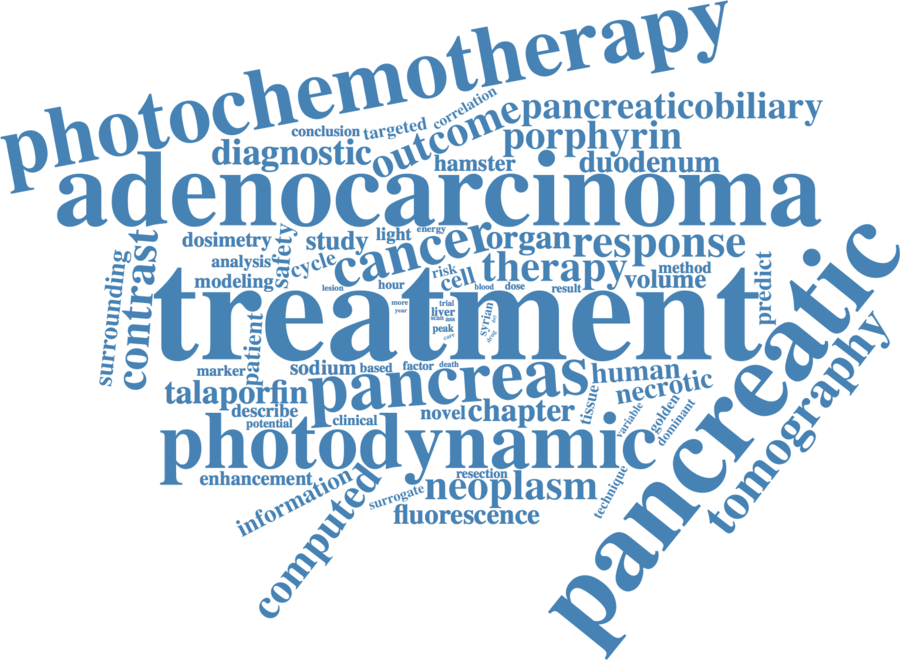 photochemotherapy
conclusion
targeted
correlation
outcome
pancreaticobiliary
diagnostic
porphyrin
hamster
duodenum
adenocarcinoma
surrounding
contrast
dosimetry
safety
study
light
energy
cancer
organ
response
analysis
cycle
modeling
lesion
hour
risk
cell
blood
therapy
dose
result
method
volume
predict
treatment
more
year
trial
liver
scan
peak
syrian
drug
patient
marker
sodium
based
factor
death
pancreas
human
talaporfin
describe
potential
clinical
novel
chapter
tissue
necrotic
variable
golden
dominant
photodynamic
pancreatic
tomography
enhancement
information
computed
surrogate
resection
neoplasm
fluorescence
technique